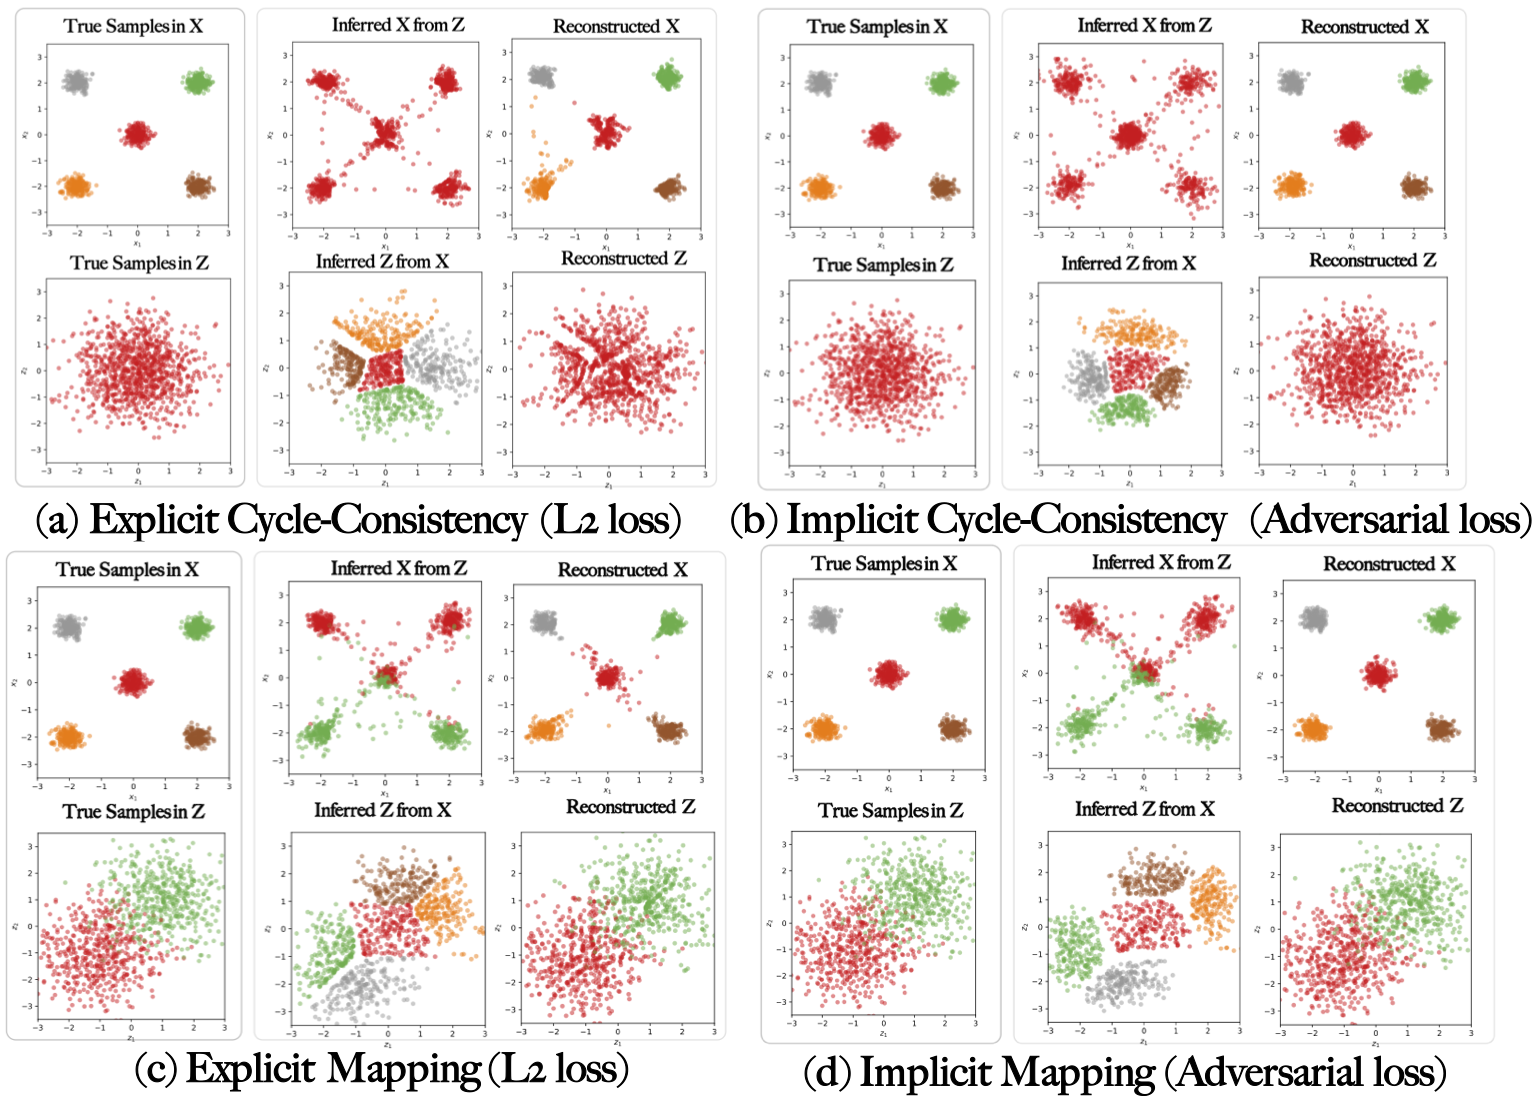 True Samples in X
Inferred X from Z
Reconstructed X
True Samples in X
Inferred X from Z
Reconstructed X
True Samples in Z
Inferred Z from X
Reconstructed Z
True Samples in Z
Inferred Z from X
Reconstructed Z
(a) Explicit Cycle-Consistency (L2 loss)
(b) Implicit Cycle-Consistency (Adversarial loss)
True Samples in X
Inferred X from Z
Reconstructed X
True Samples in X
Inferred X from Z
Reconstructed X
True Samples in Z
Inferred Z from X
Reconstructed Z
True Samples in Z
Inferred Z from X
Reconstructed Z
(c) Explicit Mapping (L2 loss)
(d) Implicit Mapping (Adversarial loss)